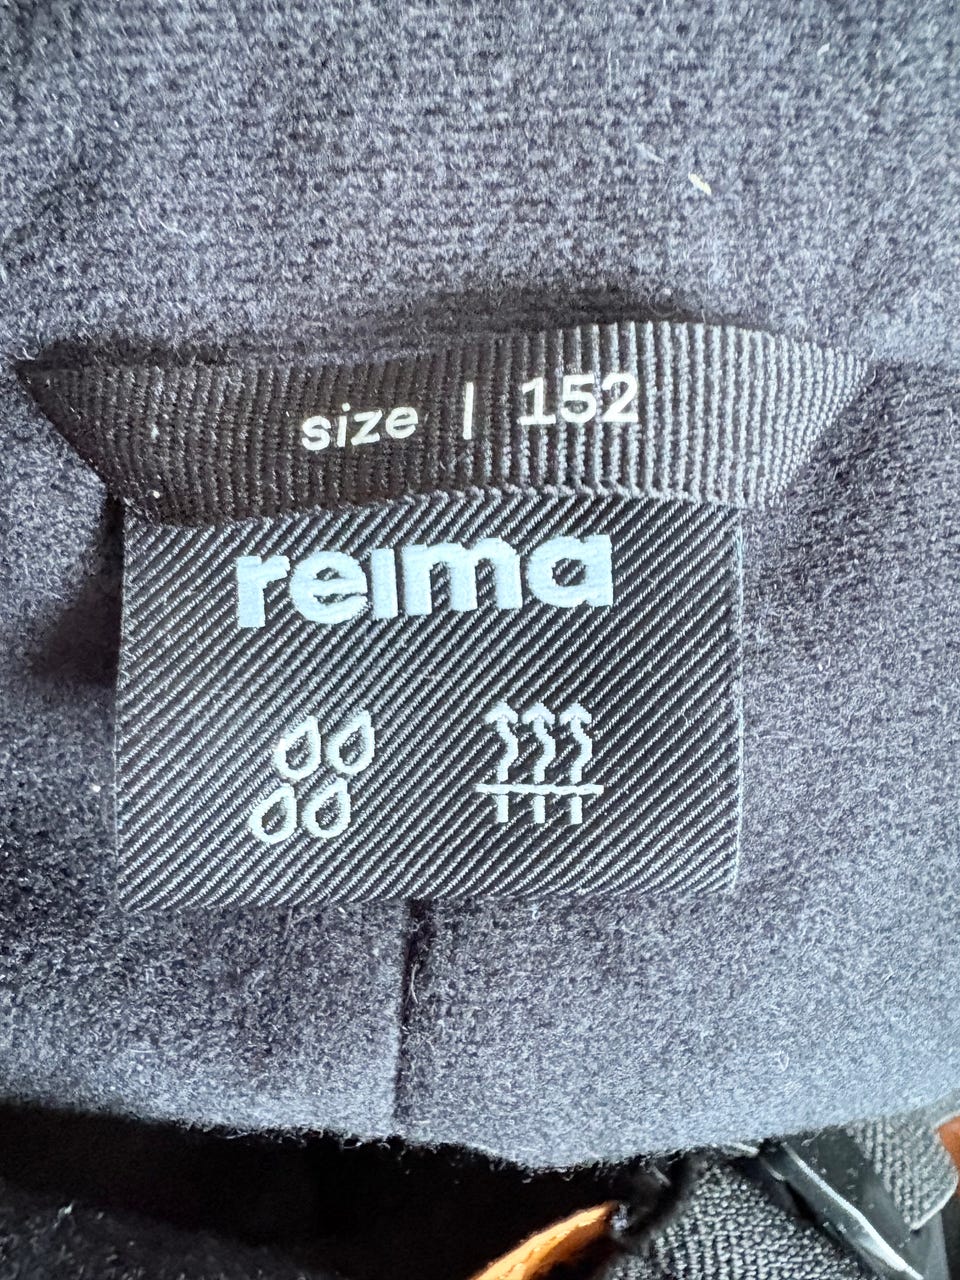 size | 152
reima